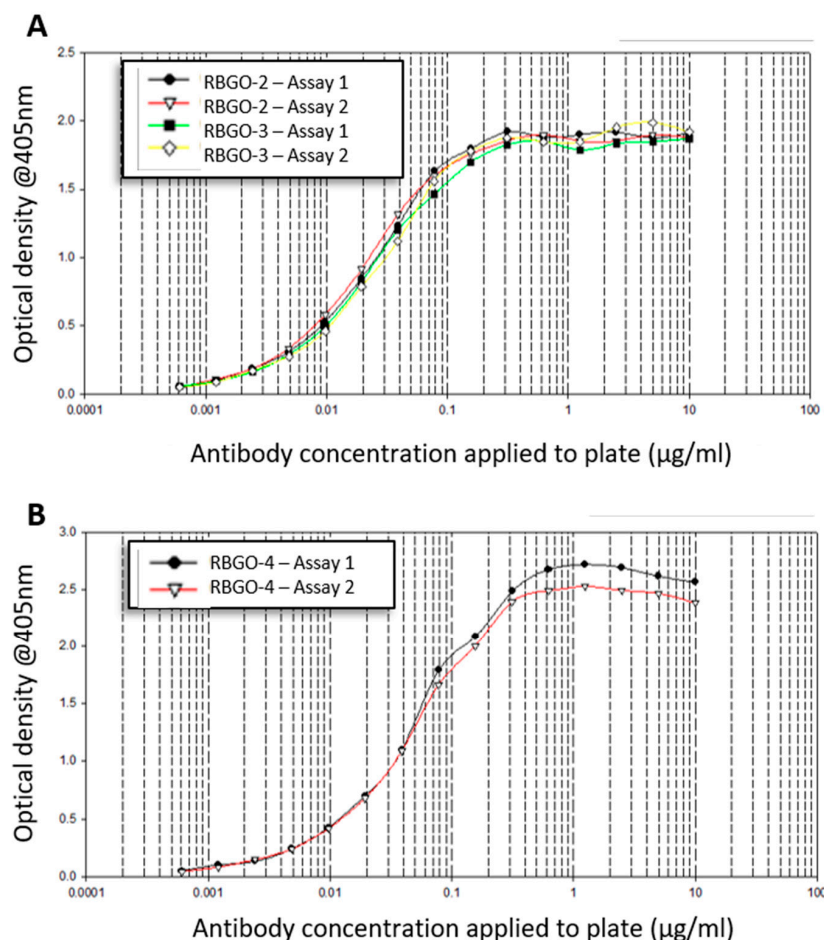 A
2.5
2.0
1.5
1.0
0.5
0.0
RBGO-2 – Assay 1
RBGO-2 – Assay 2
RBGO-3 – Assay 1
RBGO-3 – Assay 2
Optical density @405nm
0.0001 0.001 0.01 0.1 1 10 100
Antibody concentration applied to plate (µg/ml)
B
3.0
2.5
2.0
1.5
1.0
0.5
0.0
RBGO-4 – Assay 1
RBGO-4 – Assay 2
Optical density @405nm
0.0001 0.001 0.01 0.1 1 10 100
Antibody concentration applied to plate (µg/ml)